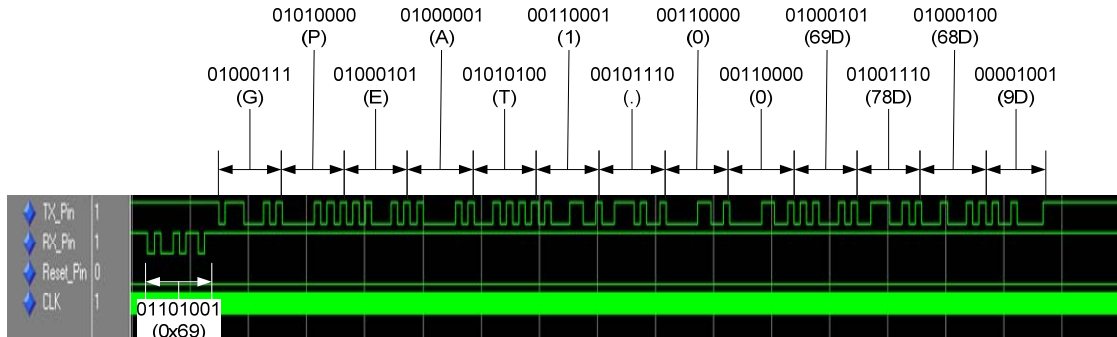 01010000 01000001 00110001 00110000 01000101 01000100
(P) (A) (1) (0) (69D) (68D)
01000111 01000101 01010100 00101110 00110000 01001110 00001001
(G) (E) (T) (.) (0) (78D) (9D)
TX_Pin 1
RX_Pin 1
Reset_Pin 0
CLK 1
01101001
(0x69)